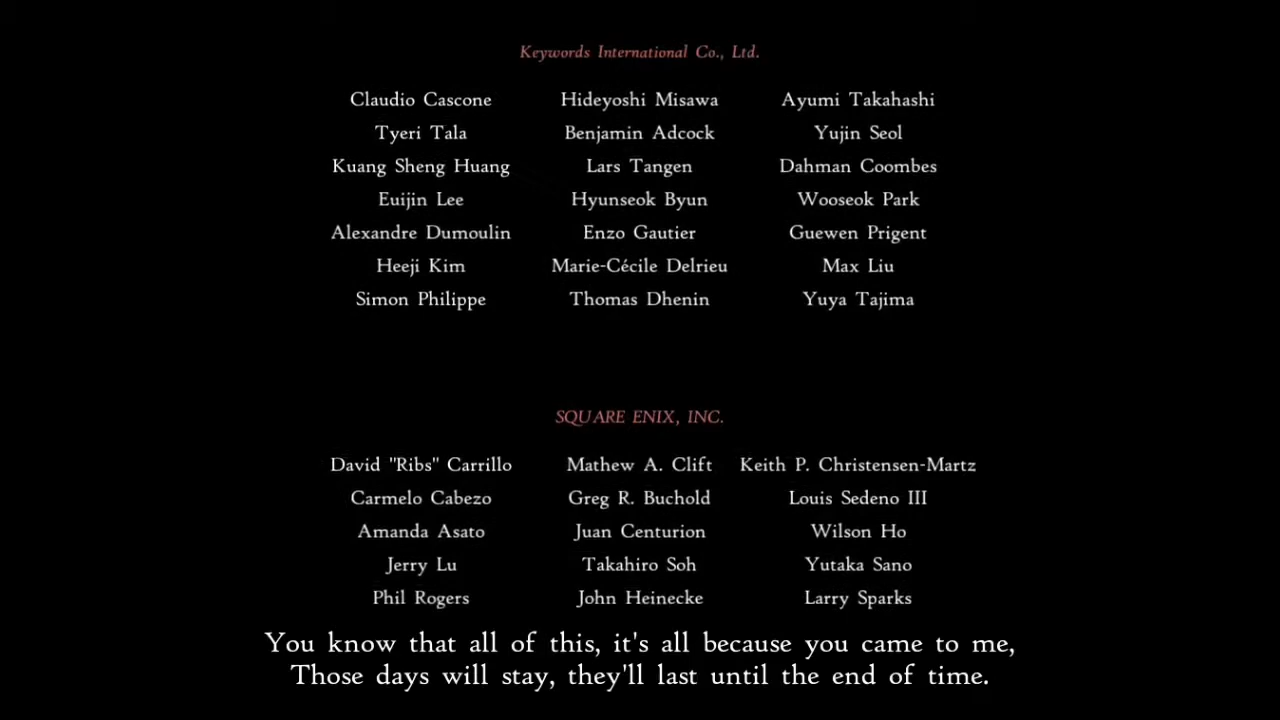 Keywords International Co., Ltd.
Claudio Cascone Hideyoshi Misawa Ayumi Takahashi
Tyeri Tala Benjamin Adcock Yujin Seol
Kuang Sheng Huang Lars Tangen Dahman Coombes
Euijin Lee Hyunseok Byun Wooseok Park
Alexandre Dumoulin Enzo Gautier Guewen Prigent
Heeji Kim Marie-Cécile Delrieu Max Liu
Simon Philippe Thomas Dhenin Yuya Tajima
SQUARE ENIX, INC.
David "Ribs" Carrillo Mathew A. Clift Keith P. Christensen-Martz
Carmelo Cabezo Greg R. Buchold Louis Sedeno III
Amanda Asato Juan Centurion Wilson Ho
Jerry Lu Takahiro Soh Yutaka Sano
Phil Rogers John Heinecke Larry Sparks
You know that all of this, it's all because you came to me,
Those days will stay, they'll last until the end of time.